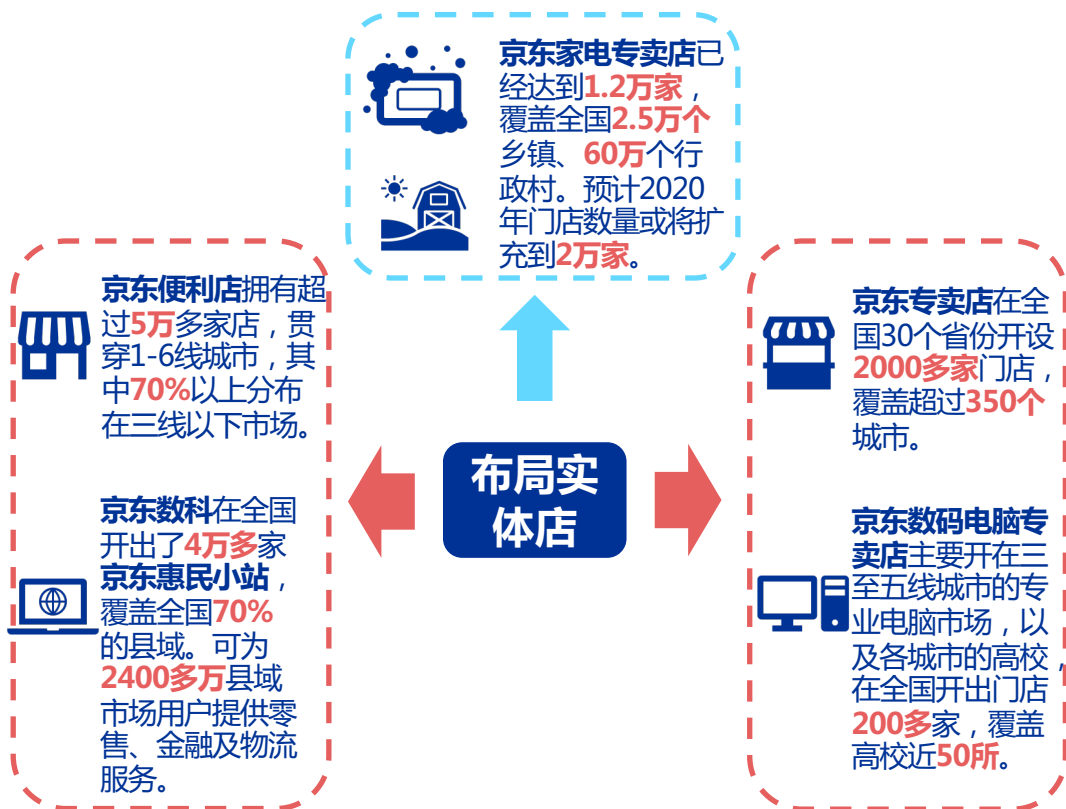 京东家电专卖店已
经达到1.2万家，
覆盖全国2.5万个
乡镇、60万个行
政村。预计2020
年门店数量或将扩
充到2万家。
京东便利店拥有超
过5万多家店，贯
穿1-6线城市，其
中70%以上分布
在三线以下市场。
京东数科在全国
开出了4万多家
京东惠民小站，
覆盖全国70%
的县域。可为
2400多万县域
市场用户提供零
售、金融及物流
服务。
布局实
体店
京东专卖店在全
国30个省份开设
2000多家门店，
覆盖超过350个
城市。
京东数码电脑专
卖店主要开在三
至五线城市的专
业电脑市场，以
及各城市的高校，
在全国开出门店
200多家，覆盖
高校近50所。